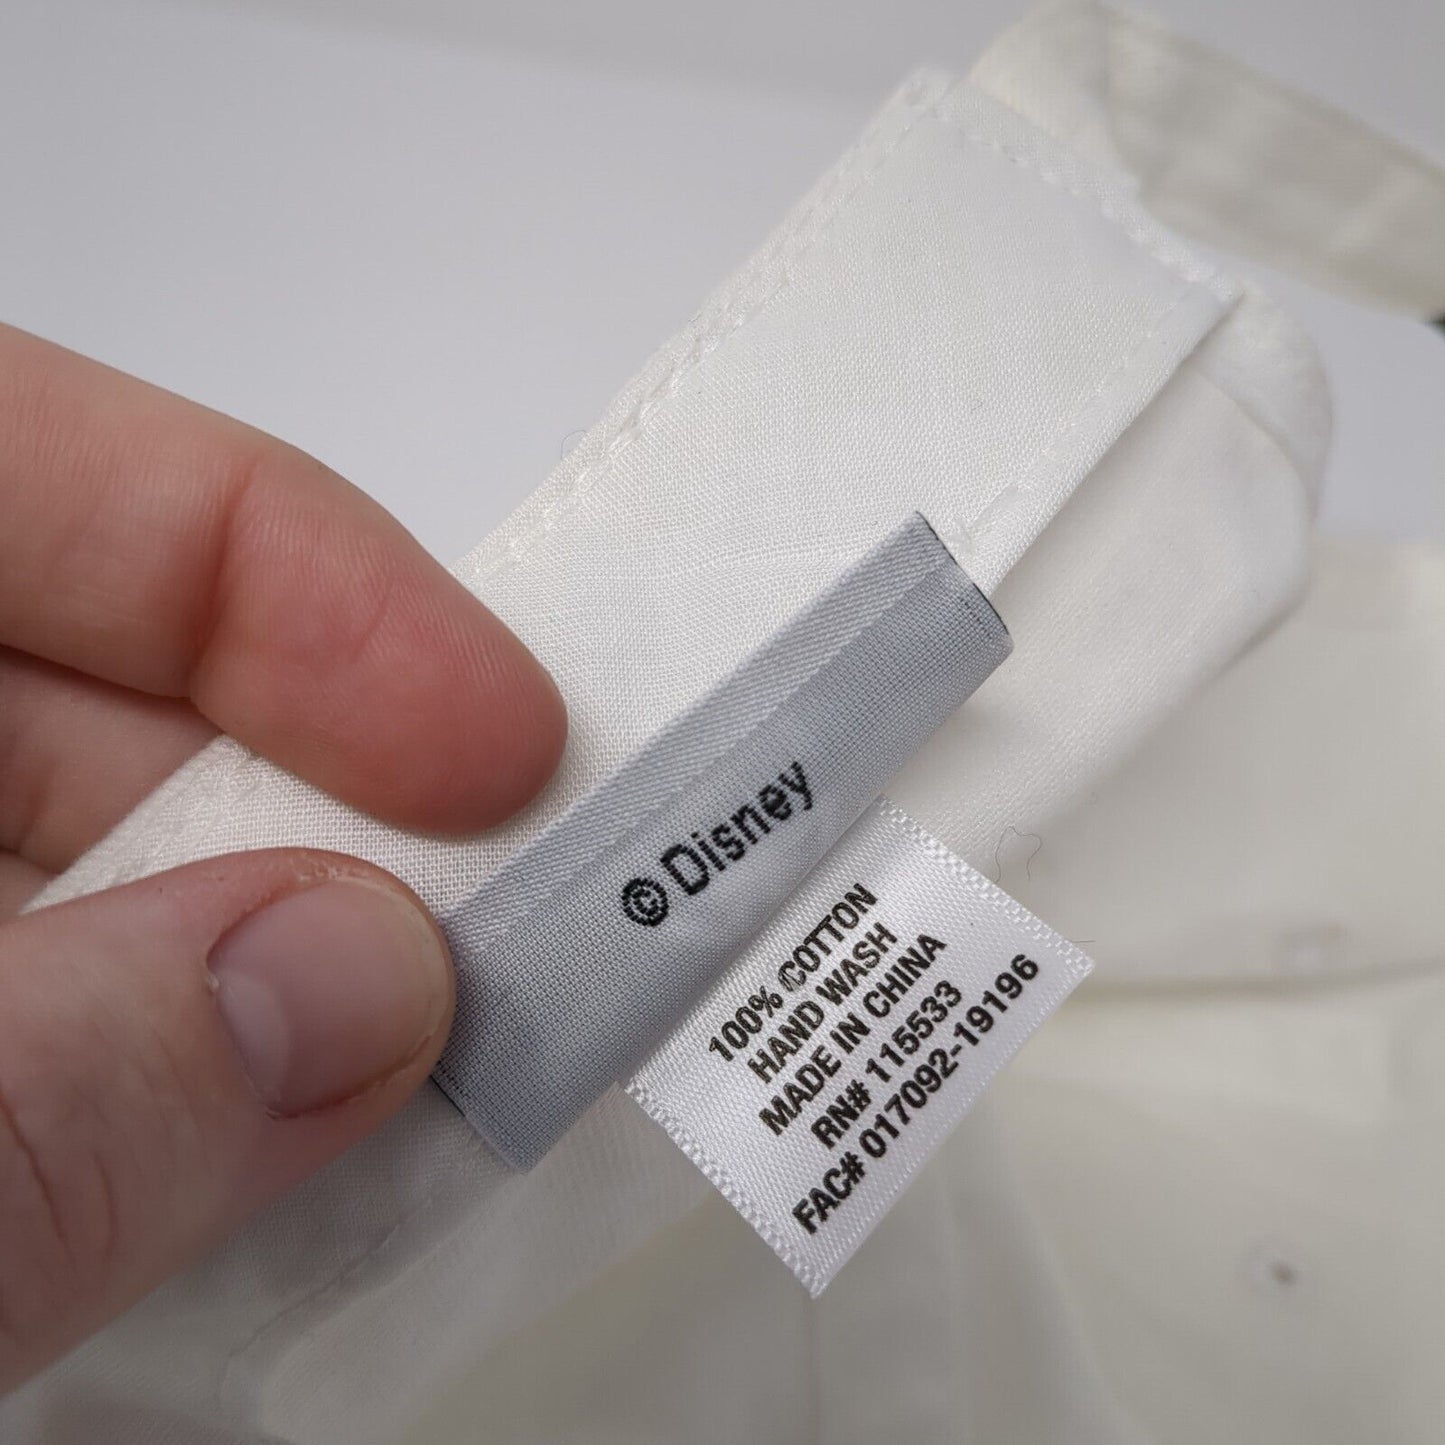 © Disney
100% COTTON
HAND WASH
MADE IN CHINA
RN# 115533
FAC# 017092-19196